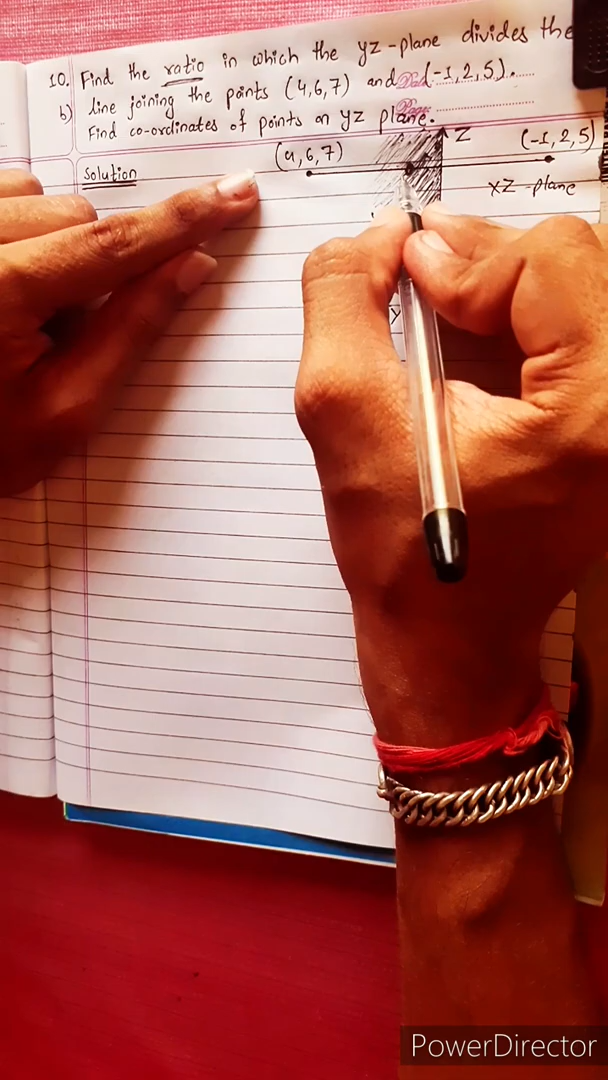 10. Find the ratio in which the yz-plane divides the
b) line joining the points (4,6,7) and (-1,2,5).
Find co-ordinates of points on yz plane.
Solution
(4,6,7)
Z
(-1,2,5)
XZ-plane
y
PowerDirector